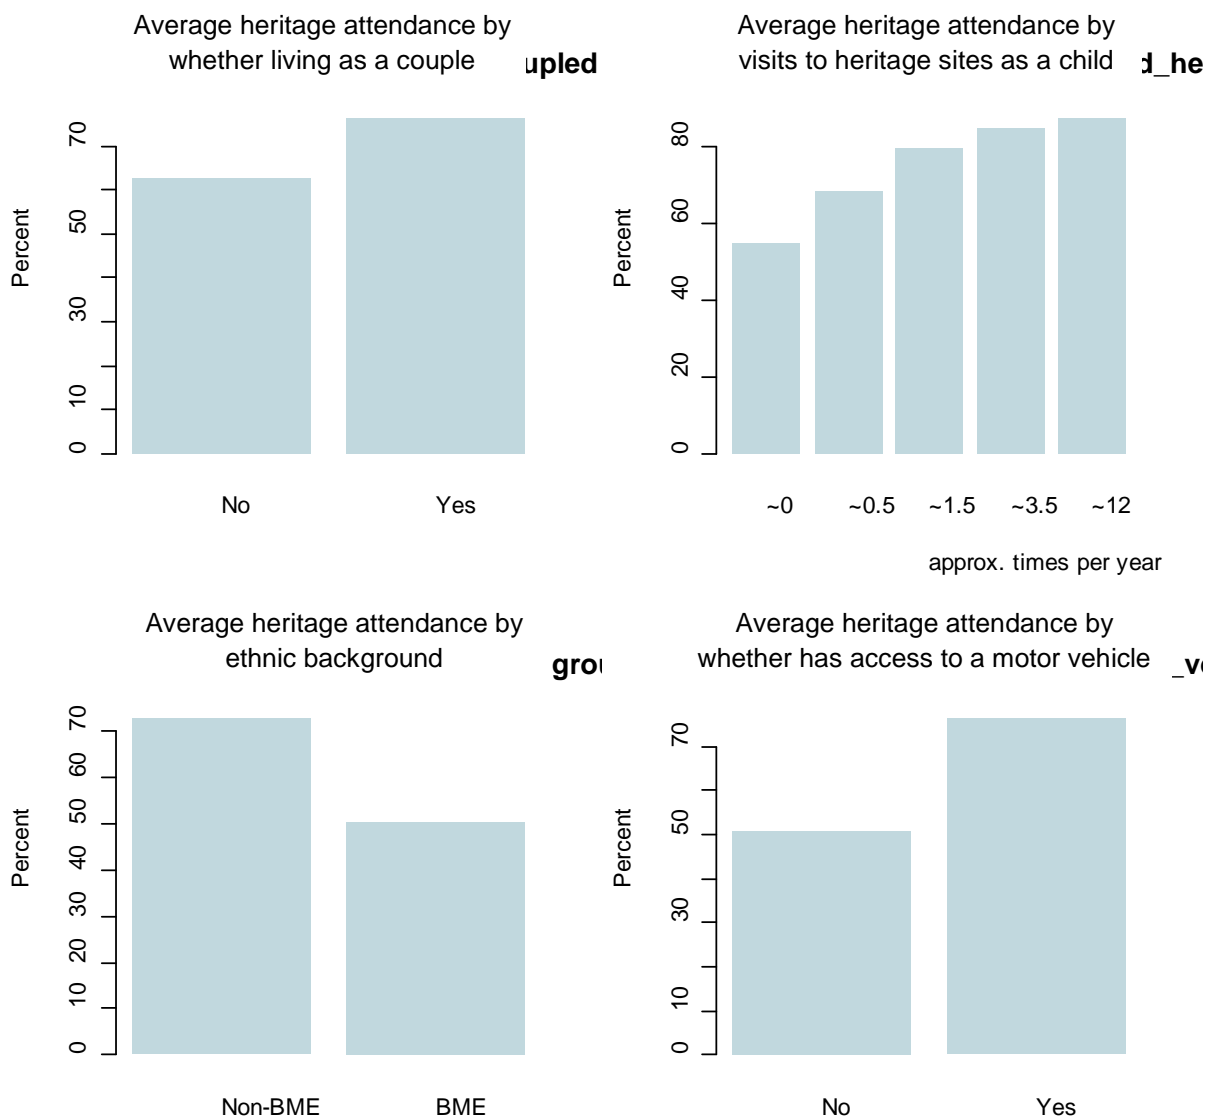 Average heritage attendance by
whether living as a couple
upled
70
50
30
10
0
Percent
No Yes
Average heritage attendance by
visits to heritage sites as a child
d_he
80
60
40
20
0
Percent
~0 ~0.5 ~1.5 ~3.5 ~12
approx. times per year
Average heritage attendance by
ethnic background
grou
70
60
50
40
30
20
10
0
Percent
Non-BME BME
Average heritage attendance by
whether has access to a motor vehicle
_ve
70
50
30
10
0
Percent
No Yes